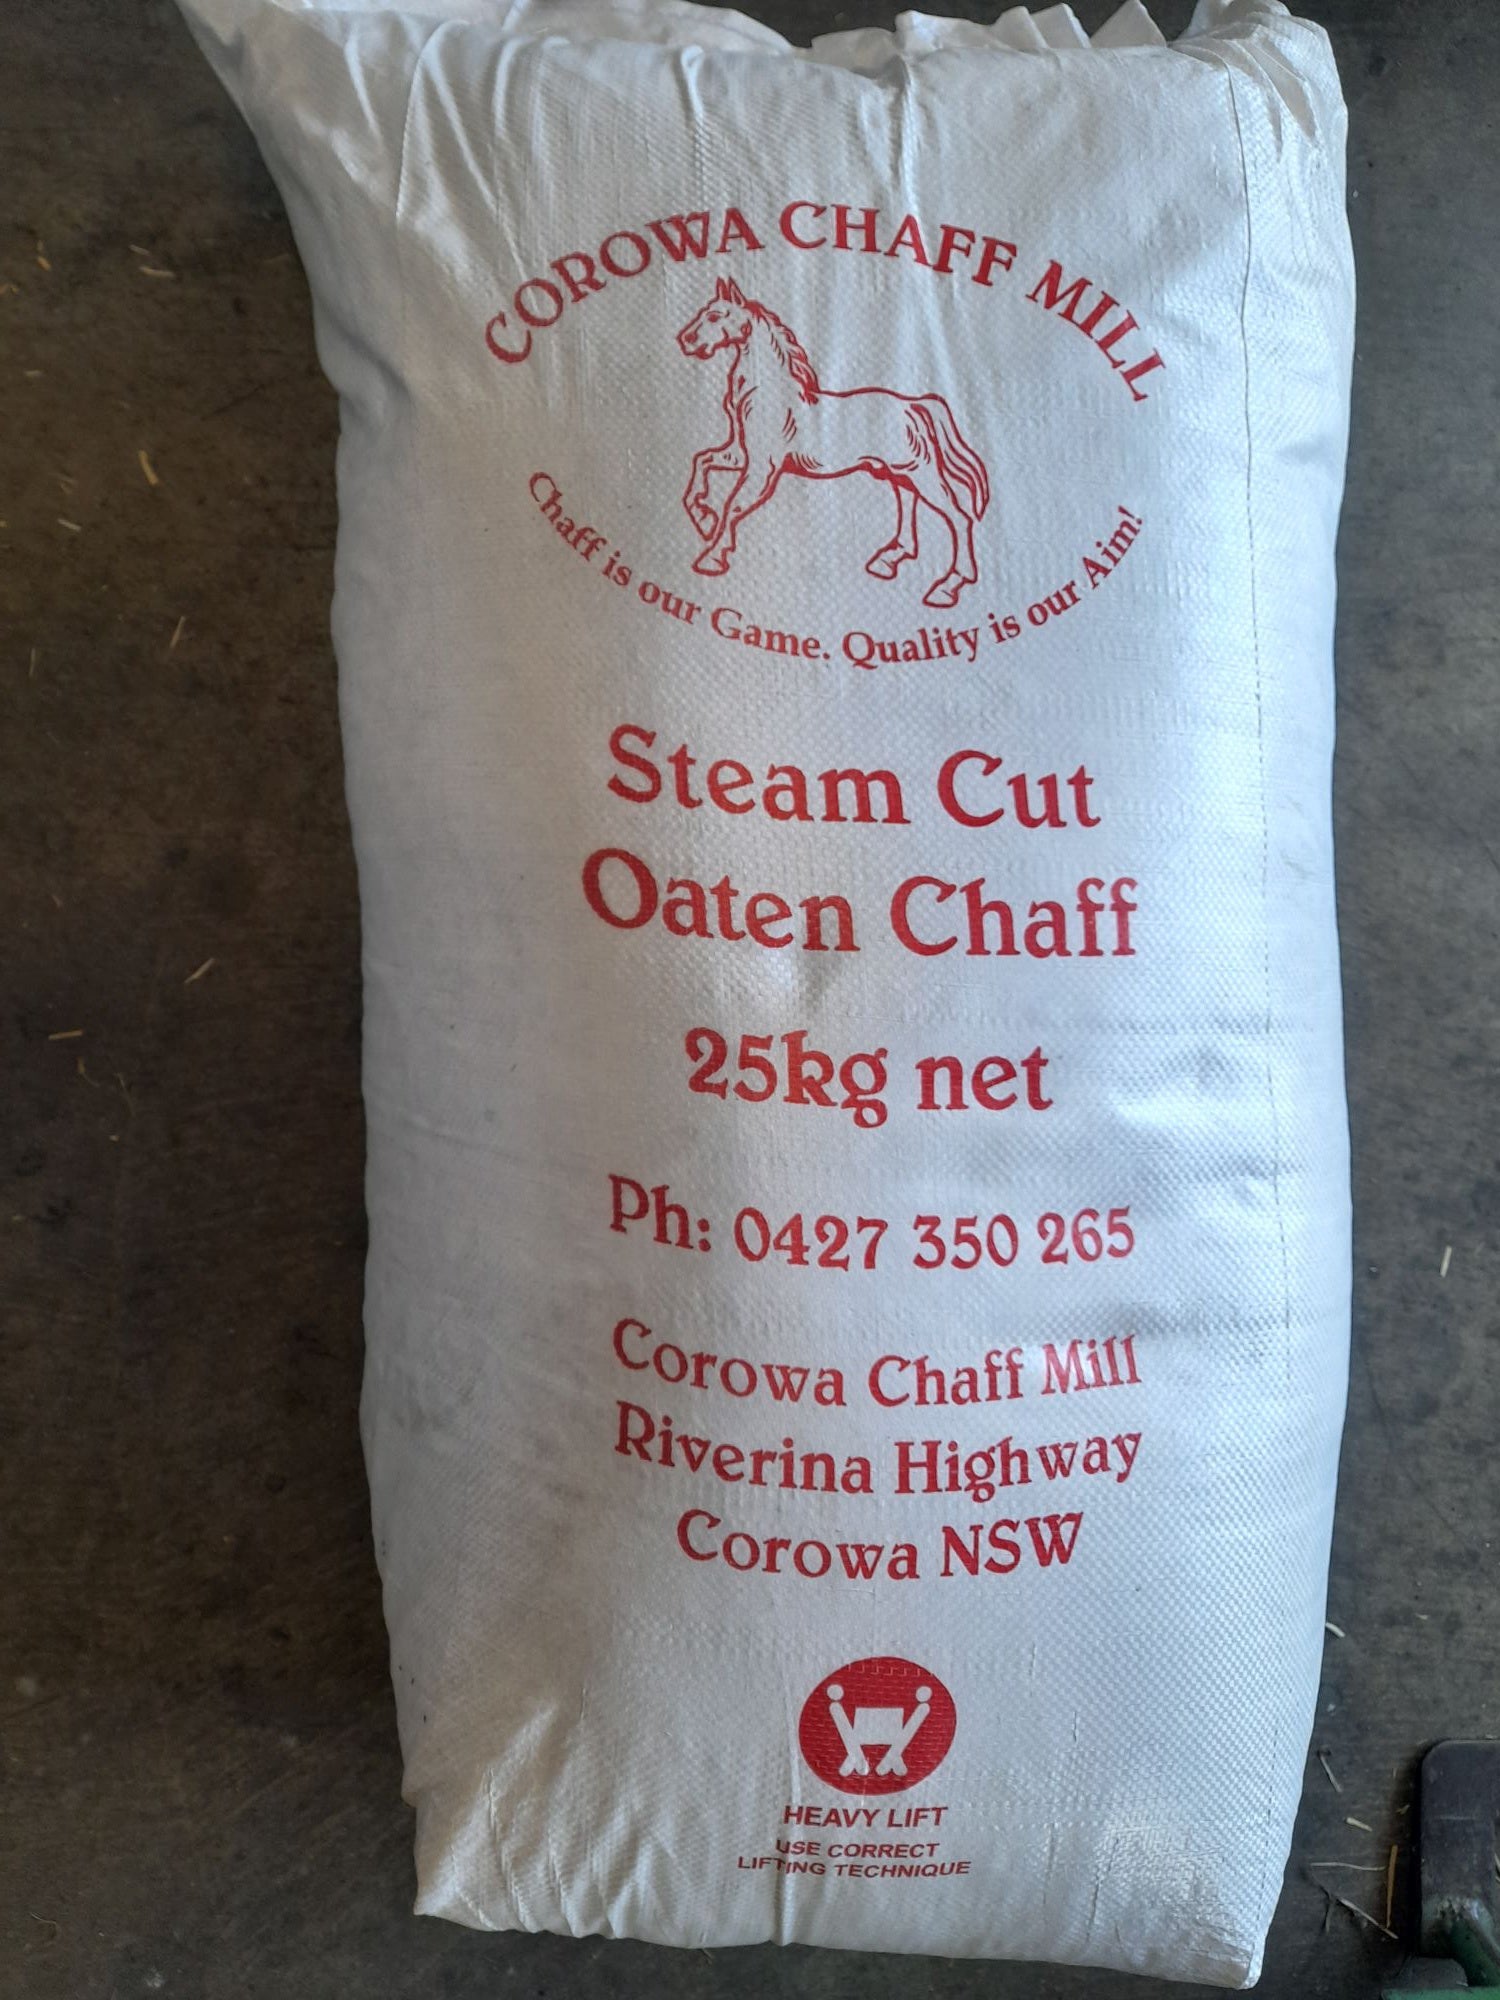 COROWA CHAFF MILL
Chaff is our Game. Quality is our Aim!
Steam Cut
Oaten Chaff
25kg net
Ph: 0427 350 265
Corowa Chaff Mill
Riverina Highway
Corowa NSW
HEAVY LIFT
USE CORRECT
LIFTING TECHNIQUE